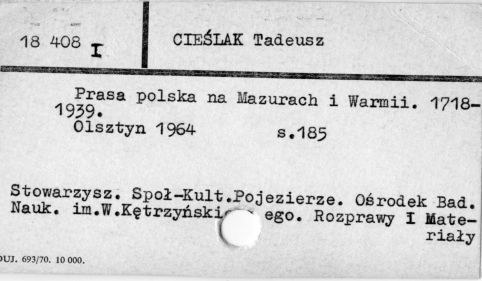 18 408 I
CIEŚLAK Tadeusz
Prasa polska na Mazurach i Warmii. 1718-
1939.
Olsztyn 1964 s.185
Stowarzysz. Społ-Kult.Pojezierze. Ośrodek Bad.
Nauk. im.W.Kętrzyński ego. Rozprawy I Mate-
riały
DUJ. 693/70. 10 000.